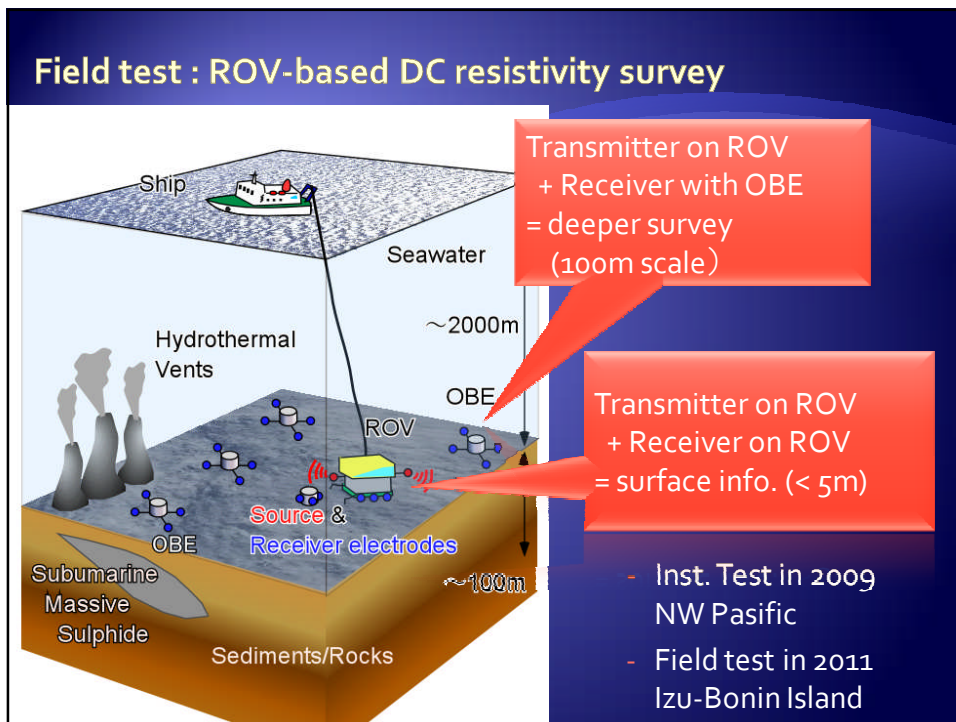 Field test : ROV-based DC resistivity survey
Ship
Seawater
～2000m
Hydrothermal
Vents
OBE
ROV
Source &
Receiver electrodes
OBE
Subumarine
Massive
Sulphide
～100m
Sediments/Rocks
Transmitter on ROV
+ Receiver with OBE
= deeper survey
(100m scale）
Transmitter on ROV
+ Receiver on ROV
= surface info. (< 5m)
- Inst. Test in 2009
NW Pasific
- Field test in 2011
Izu-Bonin Island